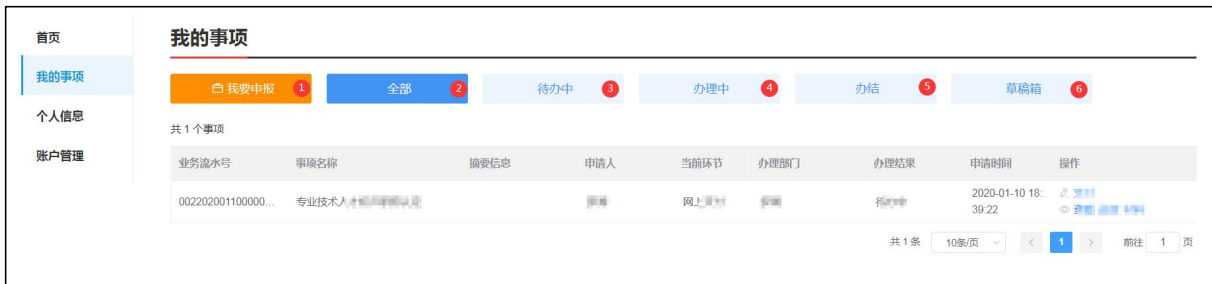 首页
我的事项
个人信息
账户管理
我的事项
我要申报 1 全部 2 待办中 3 办理中 4 办结 5 草稿箱 6
共 1 个事项
业务流水号 事项名称 摘要信息 申请人 当前环节 办理部门 办理结果 申请时间 操作
002202001100000... 专业技术人 网上 2020-01-10 18:
39:22
共 1 条 10条/页 < 1 > 前往 1 页